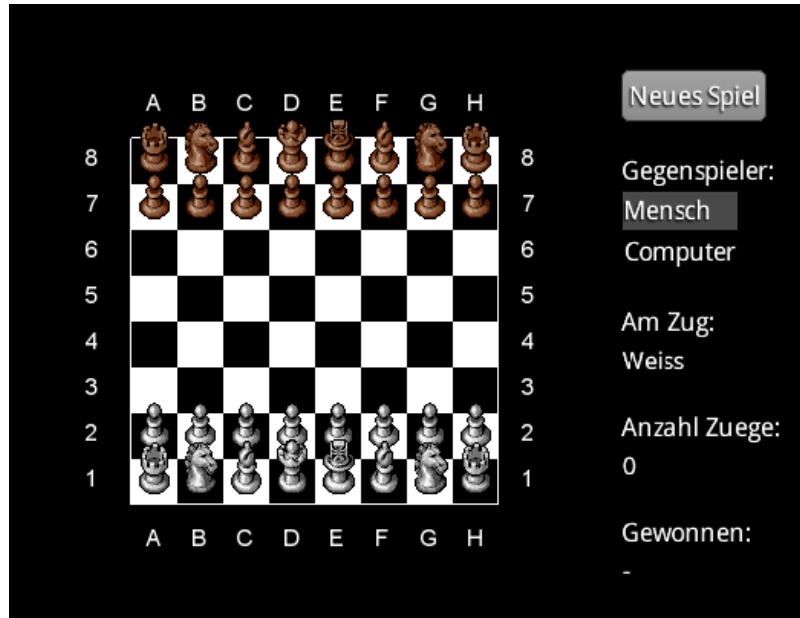 A B C D E F G H
8 8
7 7
6 6
5 5
4 4
3 3
2 2
1 1
A B C D E F G H
Neues Spiel
Gegenspieler:
Mensch
Computer
Am Zug:
Weiss
Anzahl Zuege:
0
Gewonnen:
-